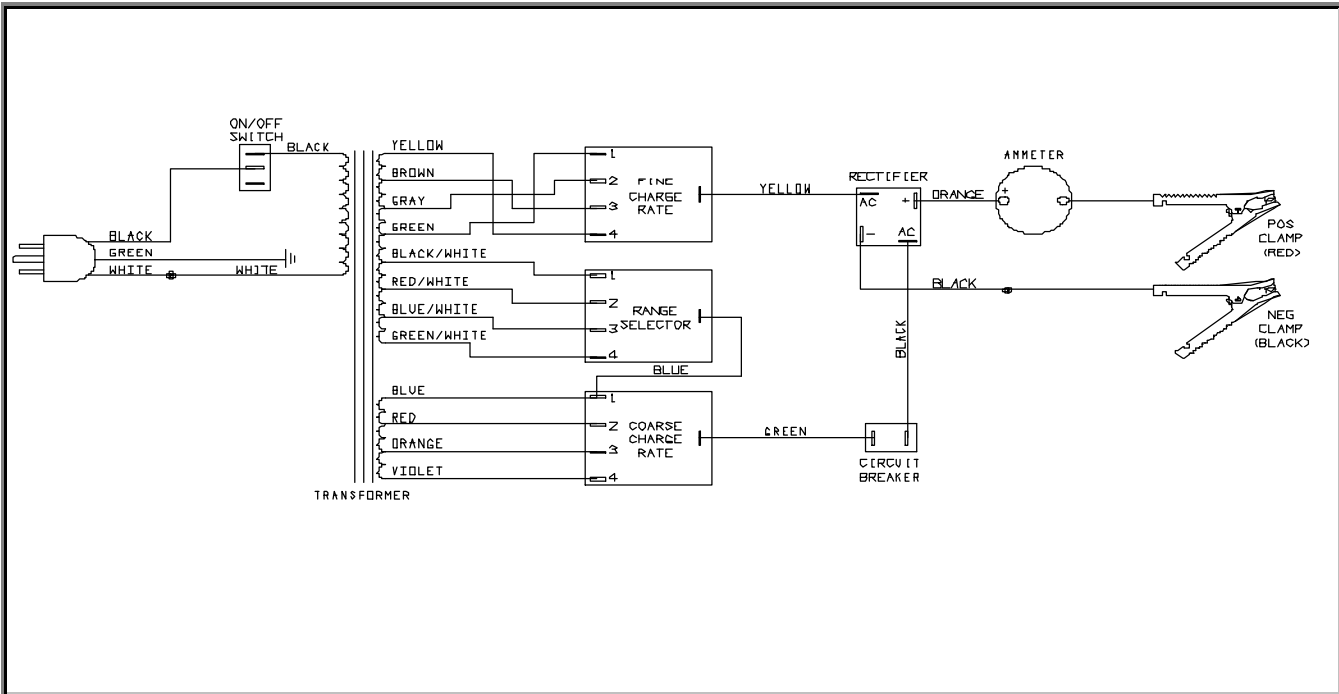 ON/OFF
SWITCH
BLACK
BLACK
GREEN
WHITE
WHITE
TRANSFORMER
YELLOW
BROWN
GRAY
GREEN
BLACK/WHITE
RED/WHITE
BLUE/WHITE
GREEN/WHITE
BLUE
RED
ORANGE
VIOLET
1
2
3
4
FINE
CHARGE
RATE
1
2
3
4
RANGE
SELECTOR
BLUE
1
2
3
4
COARSE
CHARGE
RATE
YELLOW
GREEN
RECTIFIER
AC
+
-
AC
BLACK
CIRCUIT
BREAKER
ORANGE
AMMETER
+
-
BLACK
POS
CLAMP
(RED)
NEG
CLAMP
(BLACK)